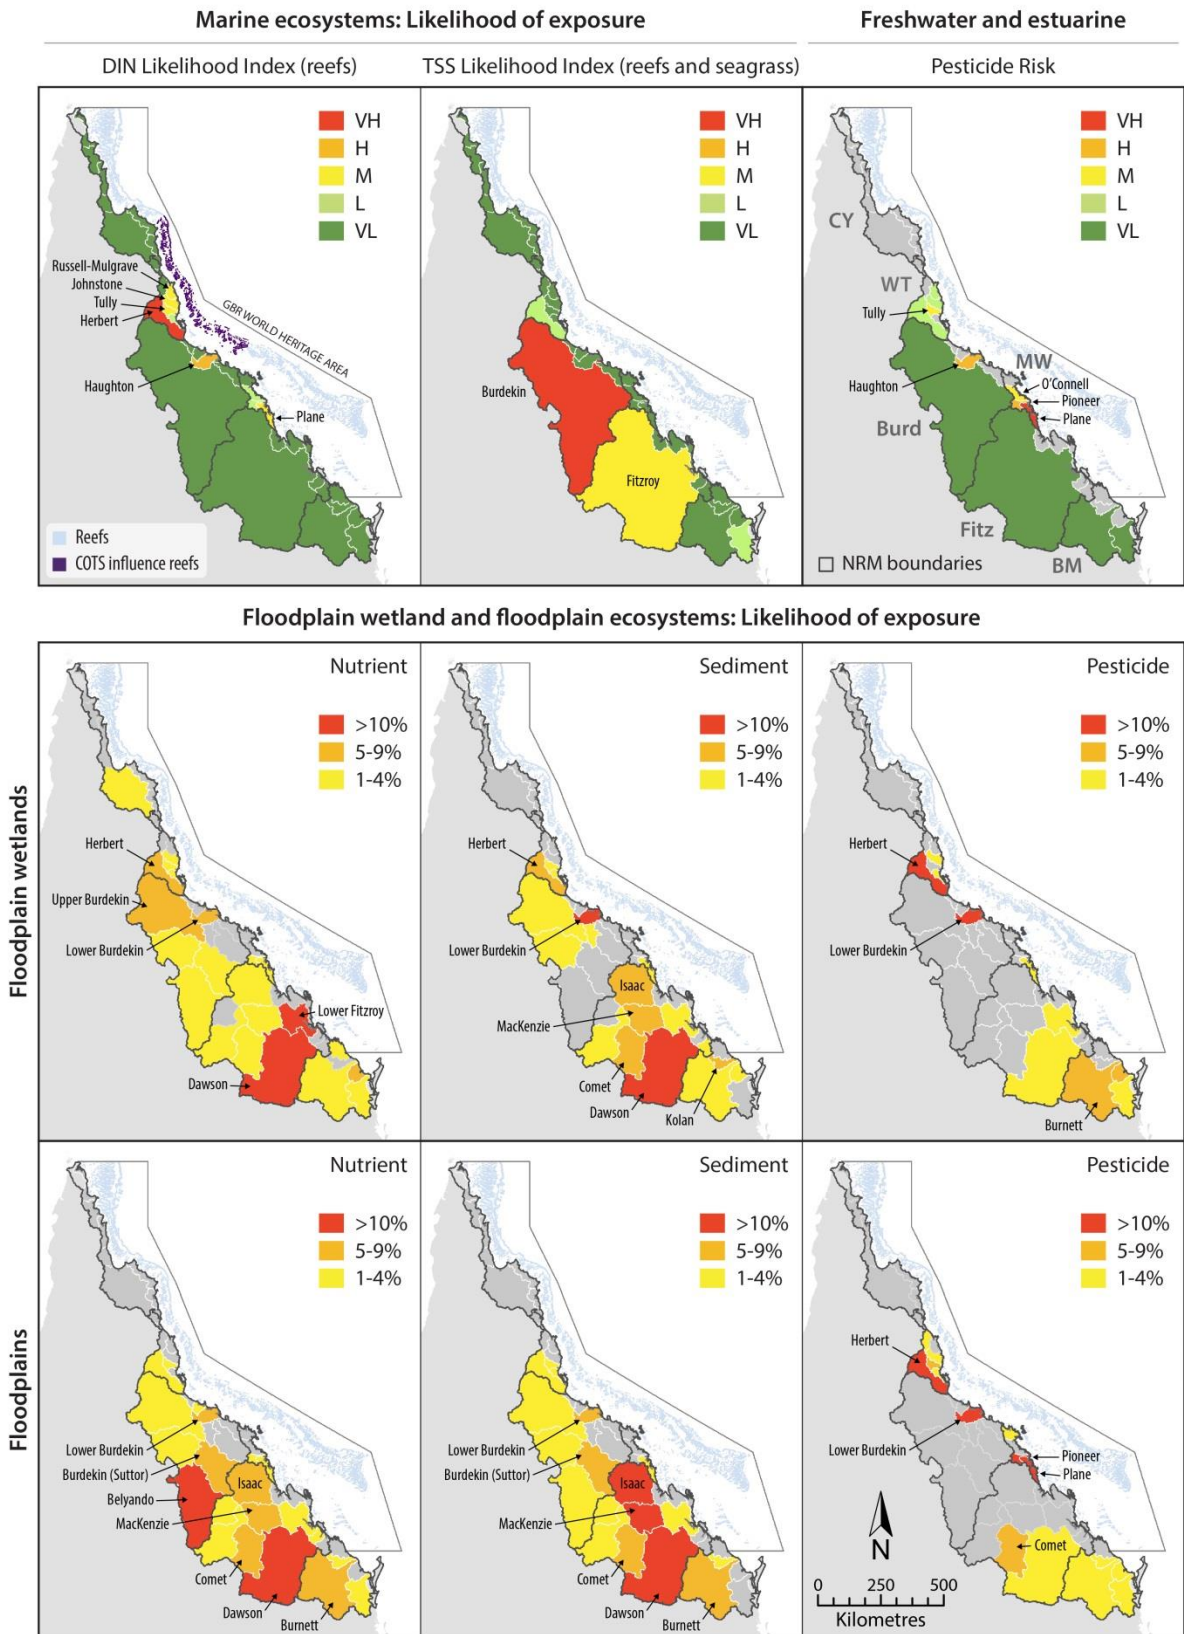 Marine ecosystems: Likelihood of exposure
Freshwater and estuarine
DIN Likelihood Index (reefs)
TSS Likelihood Index (reefs and seagrass)
Pesticide Risk
VH
H
M
L
VL
Russell-Mulgrave
Johnstone
Tully
Herbert
Haughton
Plane
GBR WORLD HERITAGE AREA
Reefs
COTS influence reefs
VH
H
M
L
VL
Burdekin
Fitzroy
VH
H
M
L
VL
CY
WT
Tully
MW
Haughton
O'Connell
Pioneer
Plane
Burd
Fitz
BM
NRM boundaries
Floodplain wetland and floodplain ecosystems: Likelihood of exposure
Floodplain wetlands
Nutrient
>10%
5-9%
1-4%
Herbert
Upper Burdekin
Lower Burdekin
Lower Fitzroy
Dawson
Sediment
>10%
5-9%
1-4%
Herbert
Lower Burdekin
Isaac
MacKenzie
Comet
Dawson
Kolan
Pesticide
>10%
5-9%
1-4%
Herbert
Lower Burdekin
Burnett
Floodplains
Nutrient
>10%
5-9%
1-4%
Lower Burdekin
Burdekin (Suttor)
Isaac
Belyando
MacKenzie
Comet
Dawson
Burnett
Sediment
>10%
5-9%
1-4%
Lower Burdekin
Burdekin (Suttor)
Isaac
MacKenzie
Comet
Dawson
Burnett
Pesticide
>10%
5-9%
1-4%
Herbert
Lower Burdekin
Pioneer
Plane
Comet
N
0 250 500
Kilometres